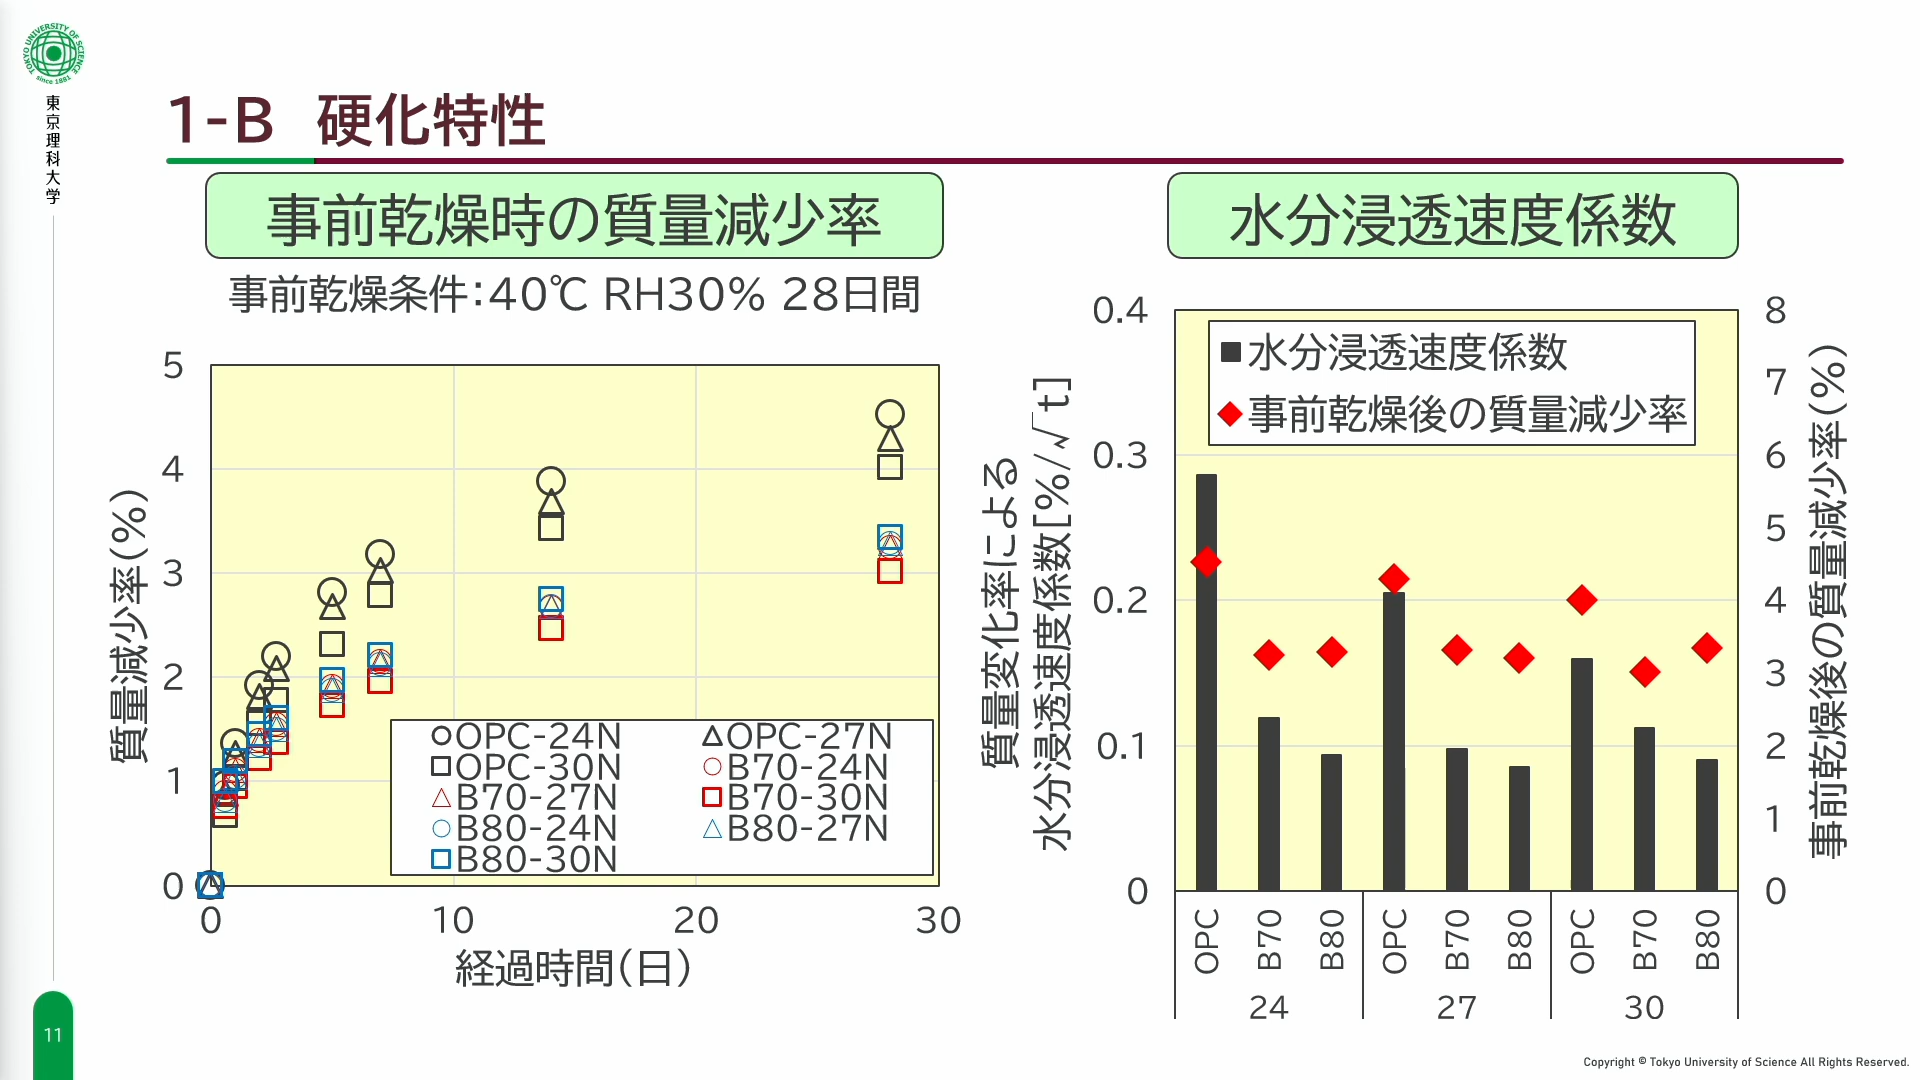 TOKYO UNIVERSITY OF SCIENCE
since 1881
東京理科大学
1-B 硬化特性
事前乾燥時の質量減少率
事前乾燥条件：40℃ RH30% 28日間
質量減少率(%)
5
4
3
2
1
0
0 10 20 30
経過時間(日)
OPC-24N OPC-27N
OPC-30N B70-24N
B70-27N B70-30N
B80-24N B80-27N
B80-30N
水分浸透速度係数
質量変化率による
水分浸透速度係数[%/√t]
0.4
0.3
0.2
0.1
0
水分浸透速度係数
事前乾燥後の質量減少率
8
7
6
5
4
3
2
1
0
事前乾燥後の質量減少率(%)
OPC B70 B80 OPC B70 B80 OPC B70 B80
24 27 30
11
Copyright © Tokyo University of Science All Rights Reserved.